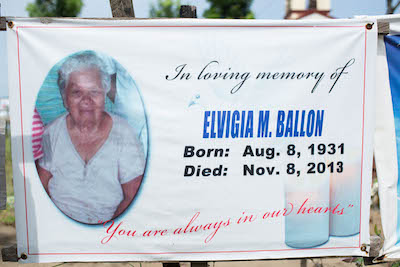 In loving memory of
ELVIGIA M. BALLON
Born: Aug. 8, 1931
Died: Nov. 8, 2013
You are always in our hearts"